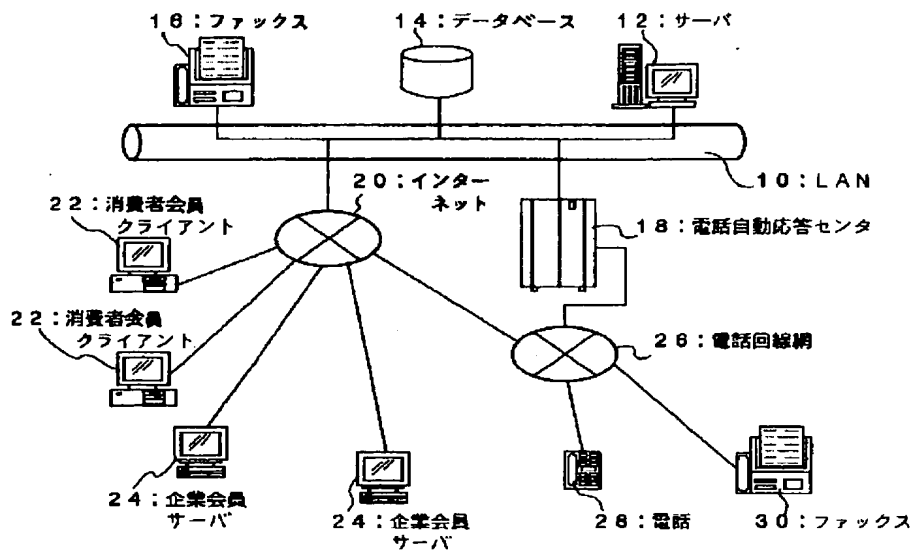 １６：ファックス
１４：データベース
１２：サーバ
１０：ＬＡＮ
２０：インター
ネット
２２：消費者会員
クライアント
１８：電話自動応答センタ
２２：消費者会員
クライアント
２６：電話回線網
２４：企業会員
サーバ
２４：企業会員
サーバ
２８：電話
３０：ファックス